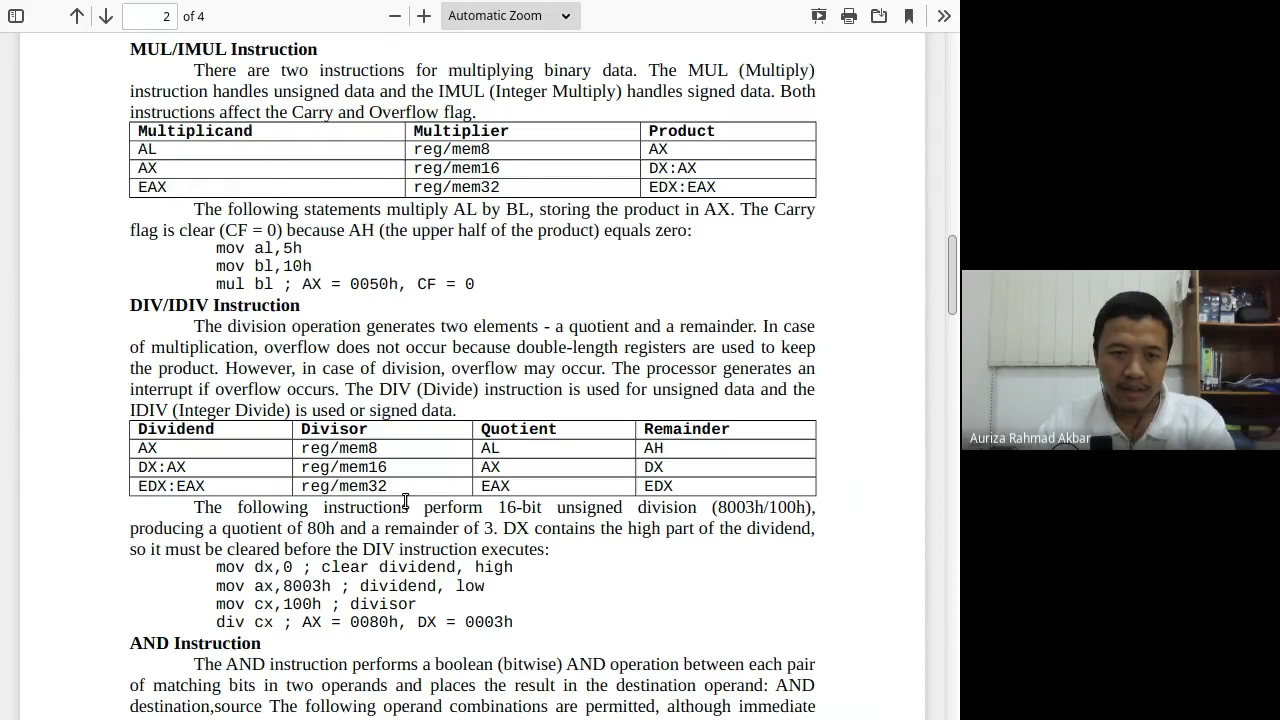 2
of 4
Automatic Zoom
MUL/IMUL Instruction
There are two instructions for multiplying binary data. The MUL (Multiply)
instruction handles unsigned data and the IMUL (Integer Multiply) handles signed data. Both
instructions affect the Carry and Overflow flag.
Multiplicand Multiplier Product
AL reg/mem8 AX
AX reg/mem16 DX:AX
EAX reg/mem32 EDX:EAX
The following statements multiply AL by BL, storing the product in AX. The Carry
flag is clear (CF = 0) because AH (the upper half of the product) equals zero:
mov al,5h
mov bl,10h
mul bl ; AX = 0050h, CF = 0
DIV/IDIV Instruction
The division operation generates two elements - a quotient and a remainder. In case
of multiplication, overflow does not occur because double-length registers are used to keep
the product. However, in case of division, overflow may occur. The processor generates an
interrupt if overflow occurs. The DIV (Divide) instruction is used for unsigned data and the
IDIV (Integer Divide) is used or signed data.
Dividend Divisor Quotient Remainder
AX reg/mem8 AL AH
DX:AX reg/mem16 AX DX
EDX:EAX reg/mem32 EAX EDX
The following instructions perform 16-bit unsigned division (8003h/100h),
producing a quotient of 80h and a remainder of 3. DX contains the high part of the dividend,
so it must be cleared before the DIV instruction executes:
mov dx,0 ; clear dividend, high
mov ax,8003h ; dividend, low
mov cx,100h ; divisor
div cx ; AX = 0080h, DX = 0003h
AND Instruction
The AND instruction performs a boolean (bitwise) AND operation between each pair
of matching bits in two operands and places the result in the destination operand: AND
destination,source The following operand combinations are permitted, although immediate
Auriza Rahmad Akbar